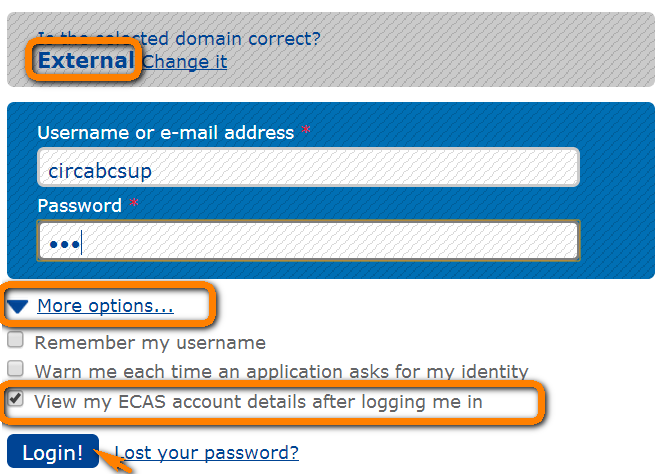 Is the selected domain correct?
External Change it
Username or e-mail address *
circabcsup
Password *
•••
More options...
Remember my username
Warn me each time an application asks for my identity
View my ECAS account details after logging me in
Login! Lost your password?